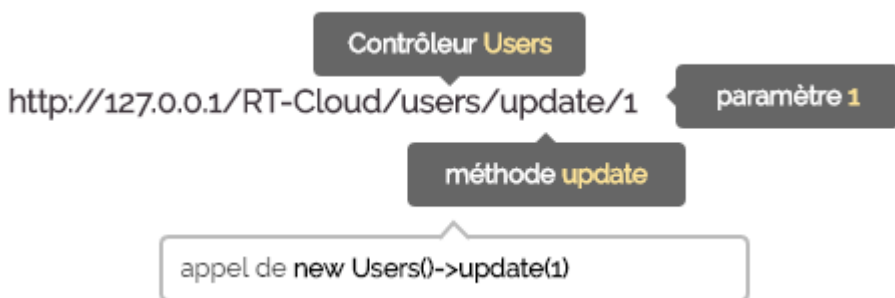 Contrôleur Users
http://127.0.0.1/RT-Cloud/users/update/1
paramètre 1
méthode update
appel de new Users()->update(1)